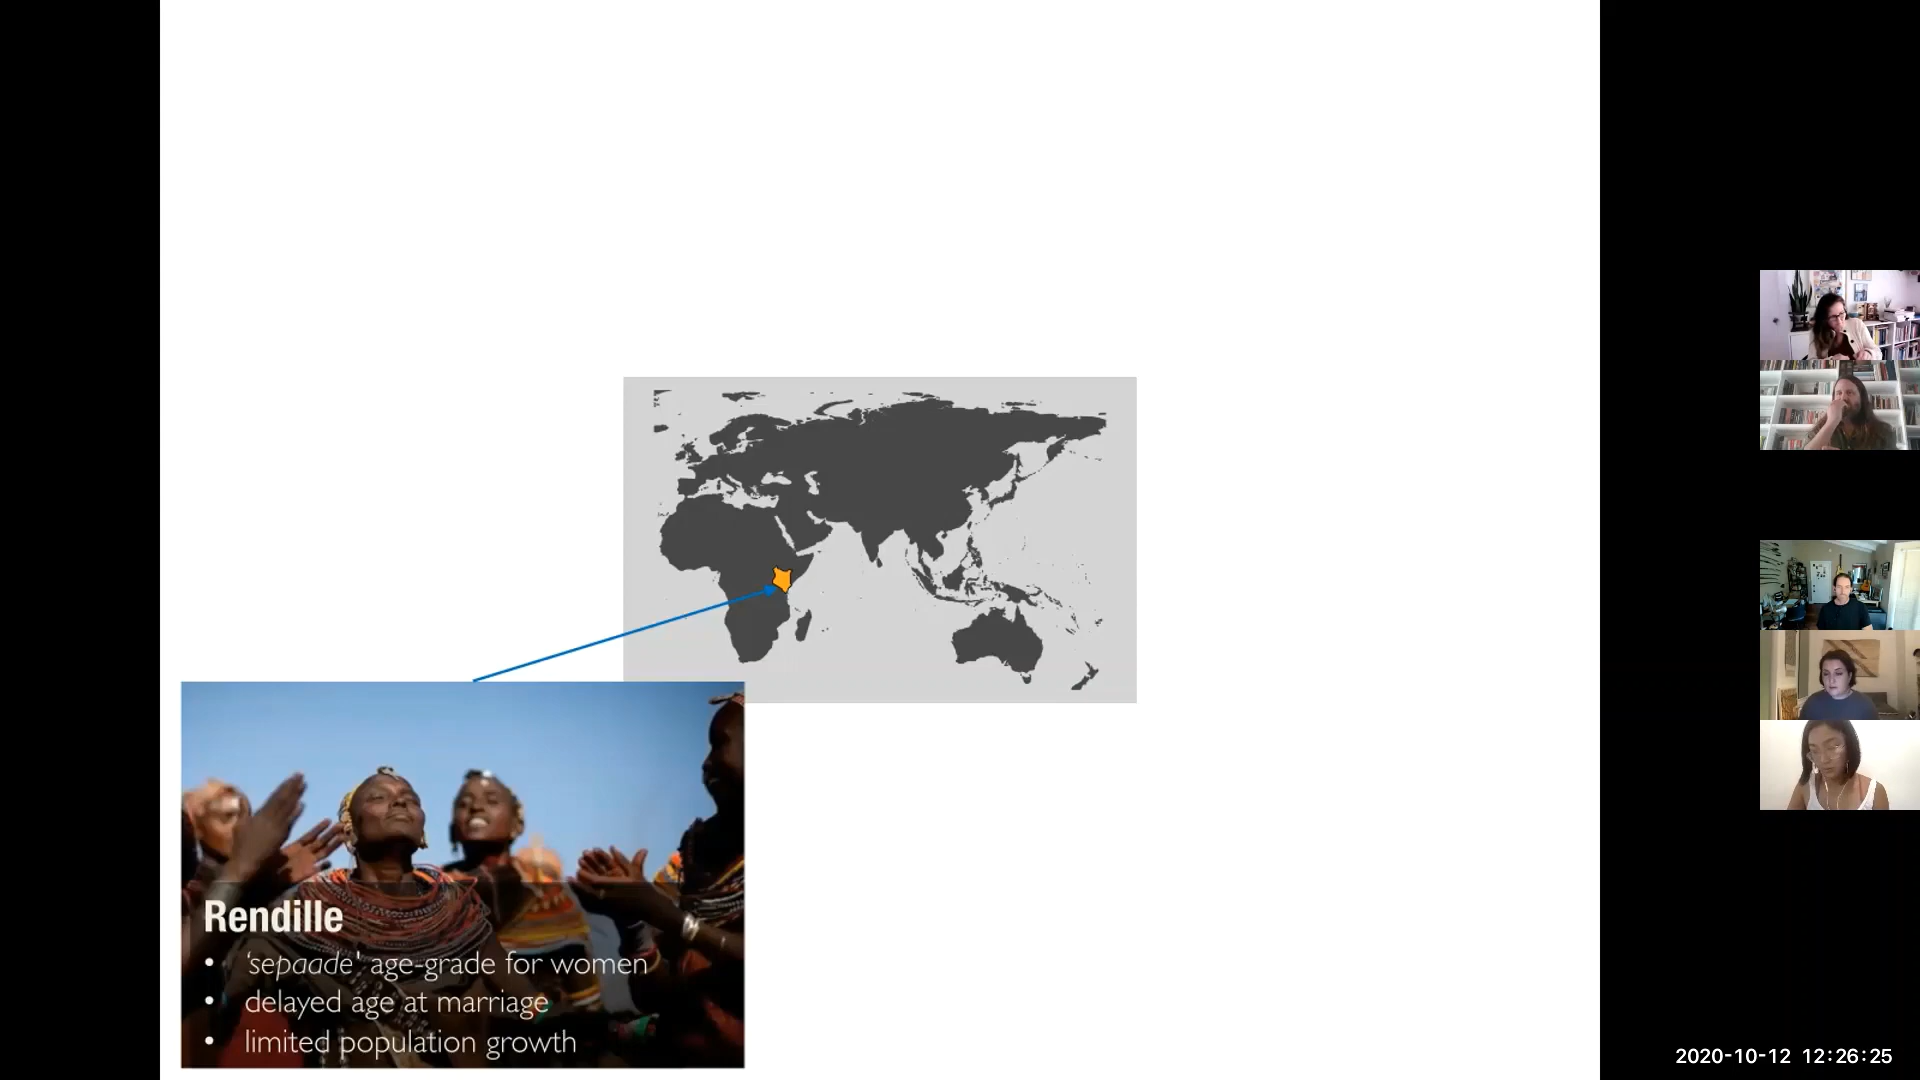 Rendille
• 'sepaade' age-grade for women
• delayed age at marriage
• limited population growth
2020-10-12 12:26:25